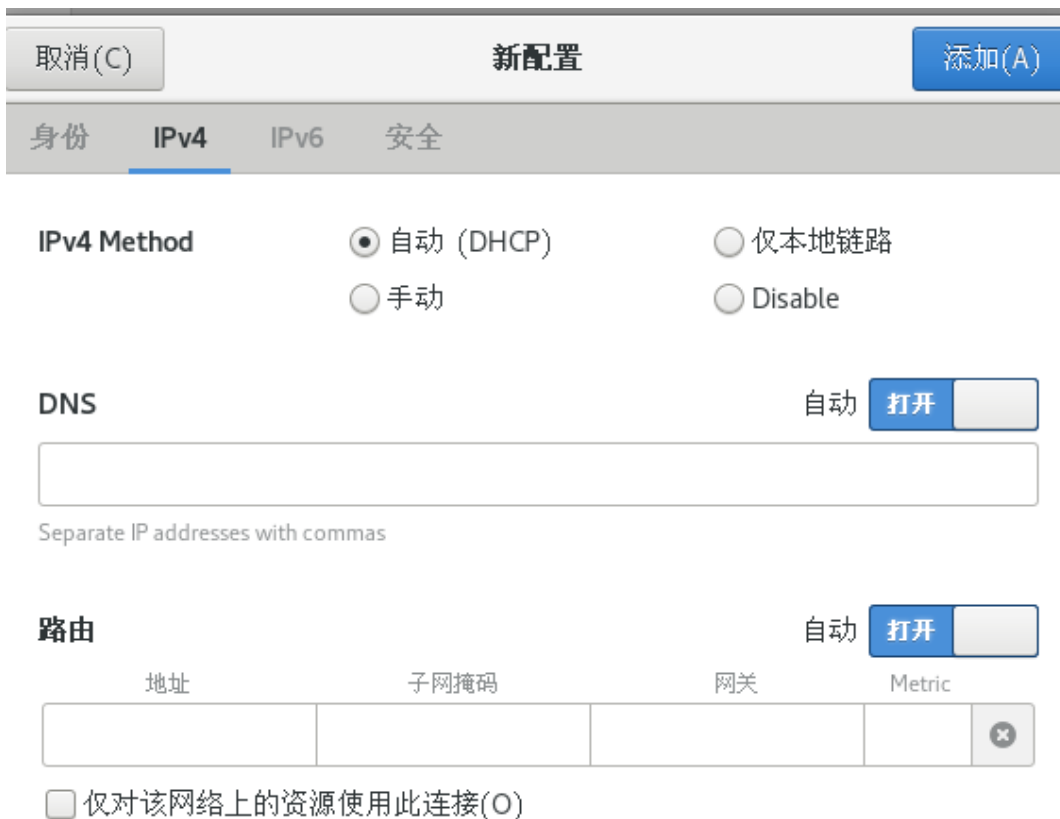 取消(C) 新配置 添加(A)
身份 IPv4 IPv6 安全
IPv4 Method 自动 (DHCP) 仅本地链路
手动 Disable
DNS 自动 打开
Separate IP addresses with commas
路由 自动 打开
地址 子网掩码 网关 Metric
仅对该网络上的资源使用此连接(O)